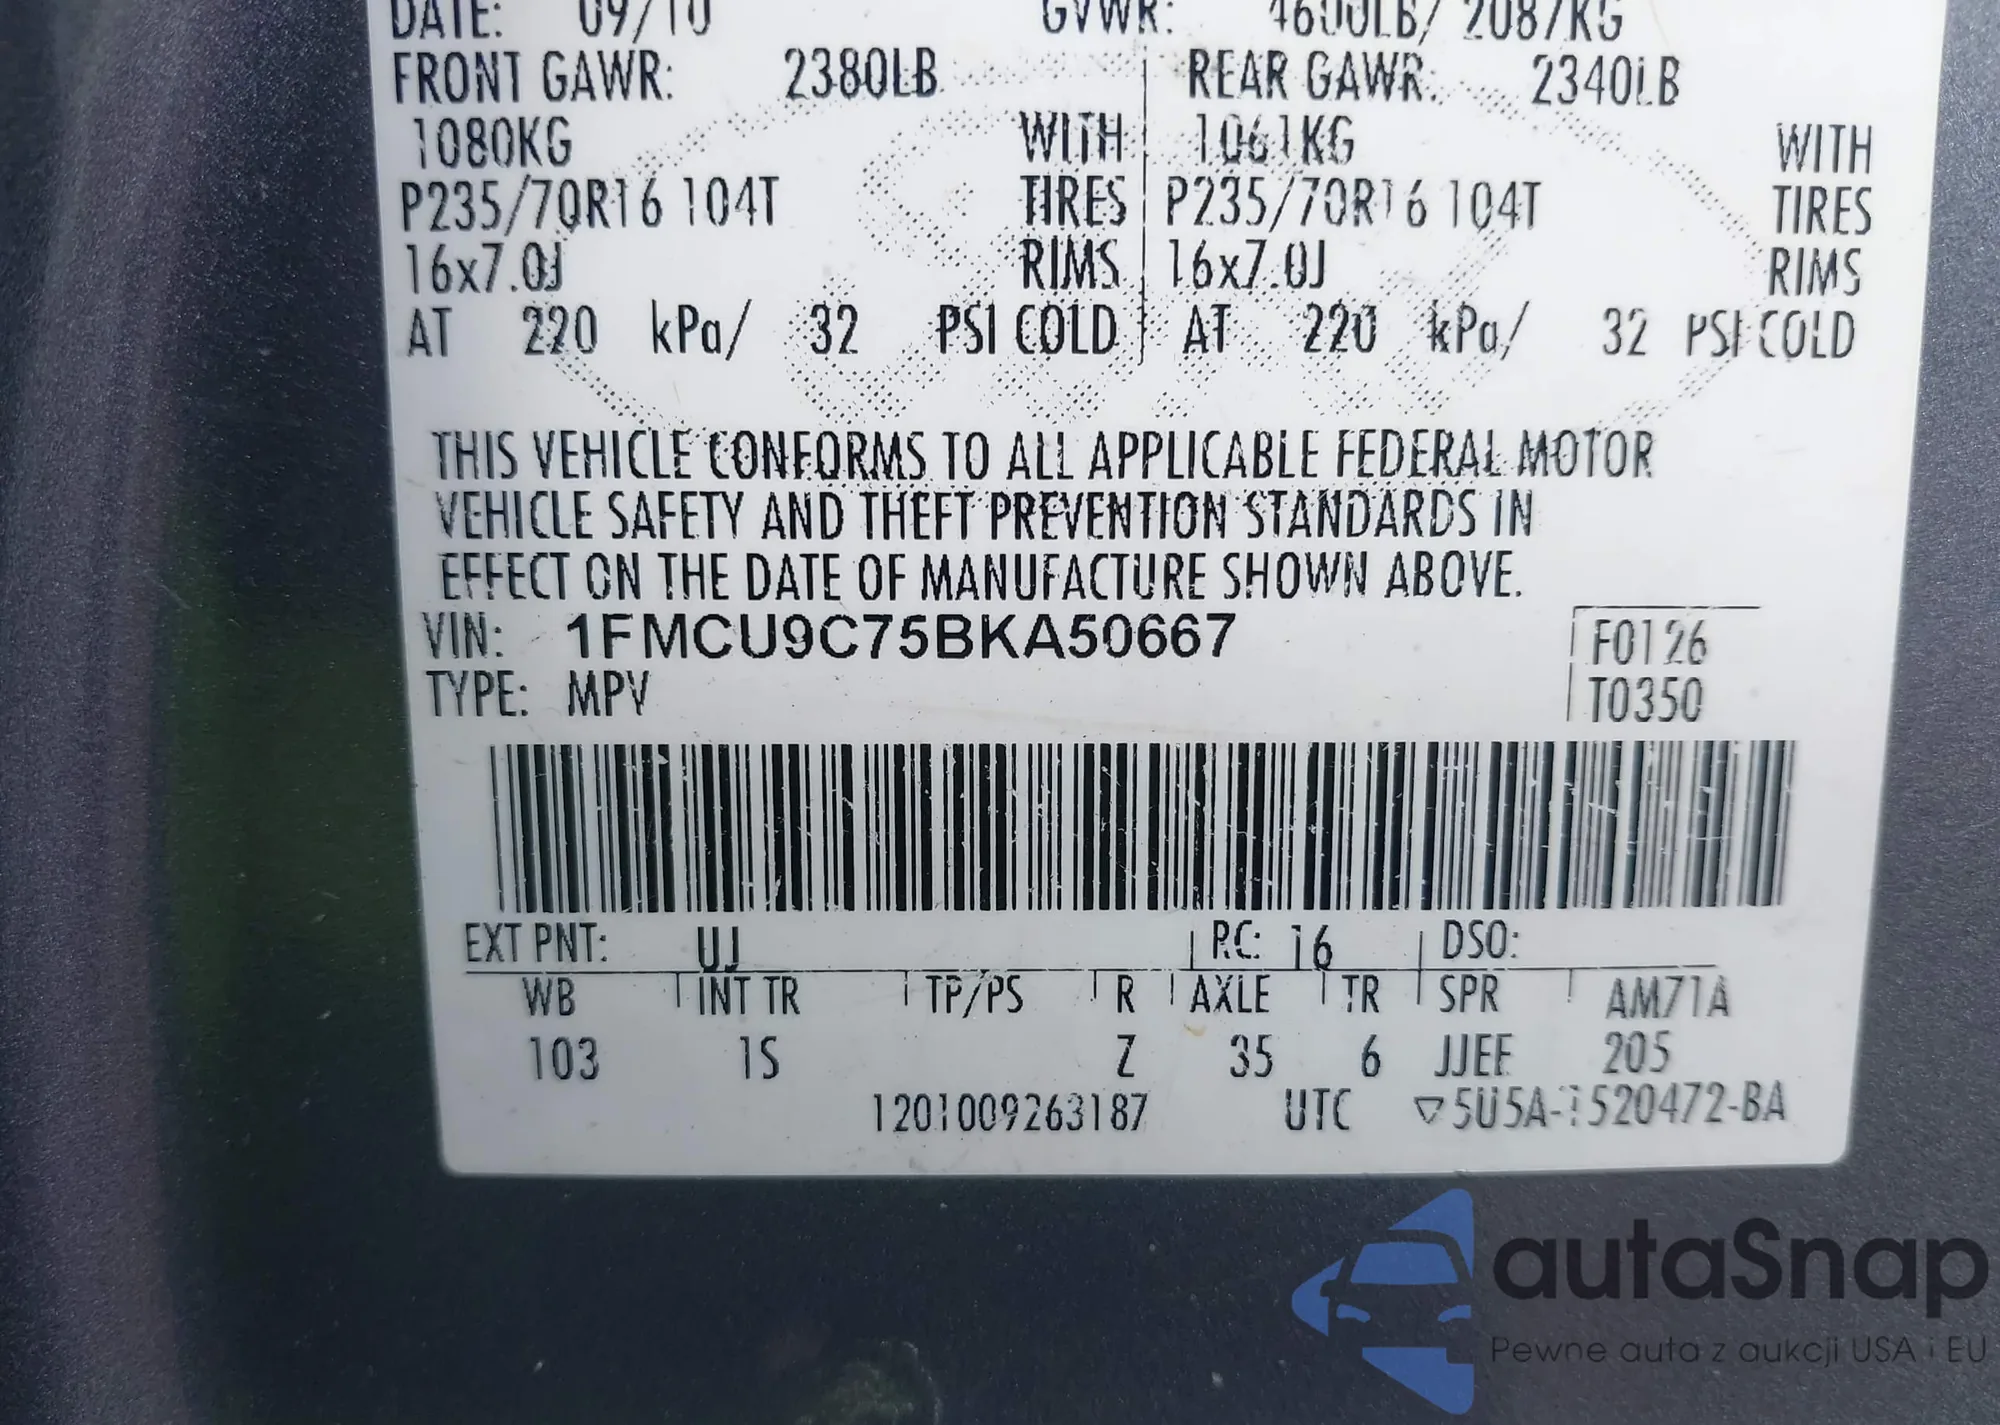 DATE: 09/10 GVWR: 4600LB/ 2087KG
FRONT GAWR: 2380LB REAR GAWR: 2340LB
1080KG WITH 1061KG WITH
P235/70R16 104T TIRES P235/70R16 104T TIRES
16x7.0J RIMS 16x7.0J RIMS
AT 220 kPa/ 32 PSI COLD AT 220 kPa/ 32 PSI COLD
THIS VEHICLE CONFORMS TO ALL APPLICABLE FEDERAL MOTOR
VEHICLE SAFETY AND THEFT PREVENTION STANDARDS IN
EFFECT ON THE DATE OF MANUFACTURE SHOWN ABOVE.
VIN: 1FMCU9C75BKA50667 F0126
TYPE: MPV T0350
EXT PNT: UJ RC: 16 DSO:
WB INT TR TP/PS R AXLE TR SPR AM71A
103 1S Z 35 6 JJEE 205
1201009263187 UTC ▽5U5A-1520472-BA
autaSnap
Pewne auta z aukcji USA i EU